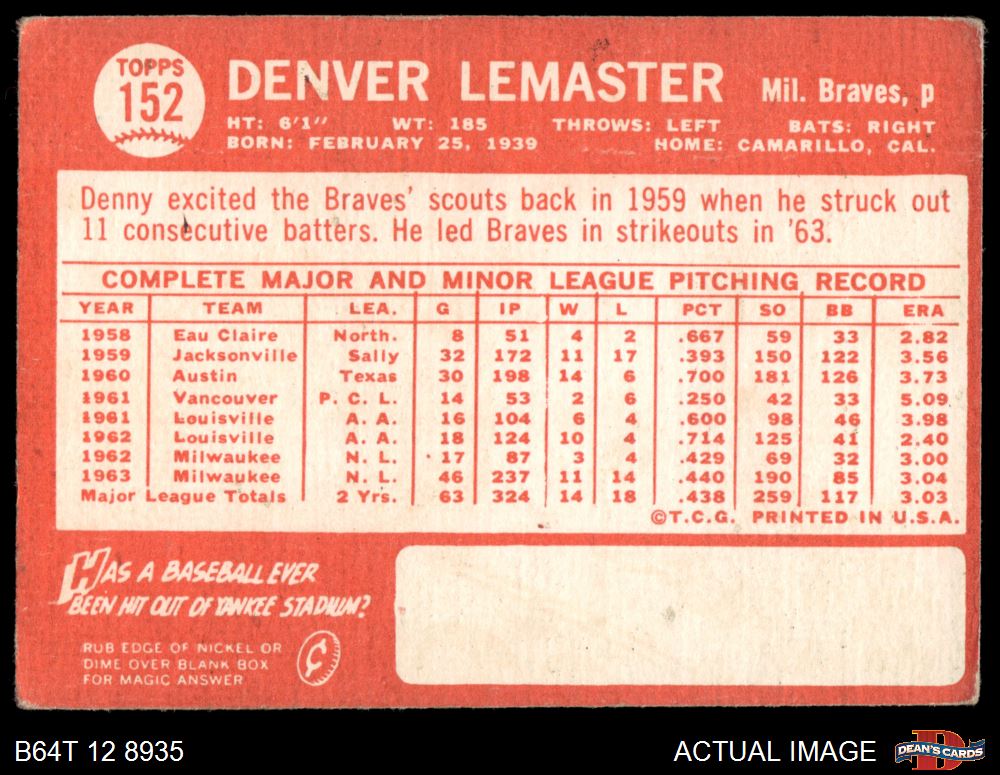 TOPPS
152
DENVER LEMASTER Mil. Braves, p
HT: 6'1" WT: 185 THROWS: LEFT BATS: RIGHT
BORN: FEBRUARY 25, 1939 HOME: CAMARILLO, CAL.
Denny excited the Braves' scouts back in 1959 when he struck out
11 consecutive batters. He led Braves in strikeouts in '63.
COMPLETE MAJOR AND MINOR LEAGUE PITCHING RECORD
YEAR TEAM LEA. G IP W L PCT SO BB ERA
1958 Eau Claire North. 8 51 4 2 .667 59 33 2.82
1959 Jacksonville Sally 32 172 11 17 .393 150 122 3.56
1960 Austin Texas 30 198 14 6 .700 181 126 3.73
1961 Vancouver P. C. L. 14 53 2 6 .250 42 33 5.09
1961 Louisville A. A. 16 104 6 4 .600 98 46 3.98
1962 Louisville A. A. 18 124 10 4 .714 125 41 2.40
1962 Milwaukee N. L. 17 87 3 4 .429 69 32 3.00
1963 Milwaukee N. L. 46 237 11 14 .440 190 85 3.04
Major League Totals 2 Yrs. 63 324 14 18 .438 259 117 3.03
©T.C.G. PRINTED IN U.S.A.
HAS A BASEBALL EVER
BEEN HIT OUT OF YANKEE STADIUM?
RUB EDGE OF NICKEL OR
DIME OVER BLANK BOX
FOR MAGIC ANSWER
¢
B64T 12 8935 ACTUAL IMAGE DEAN'S CARDS